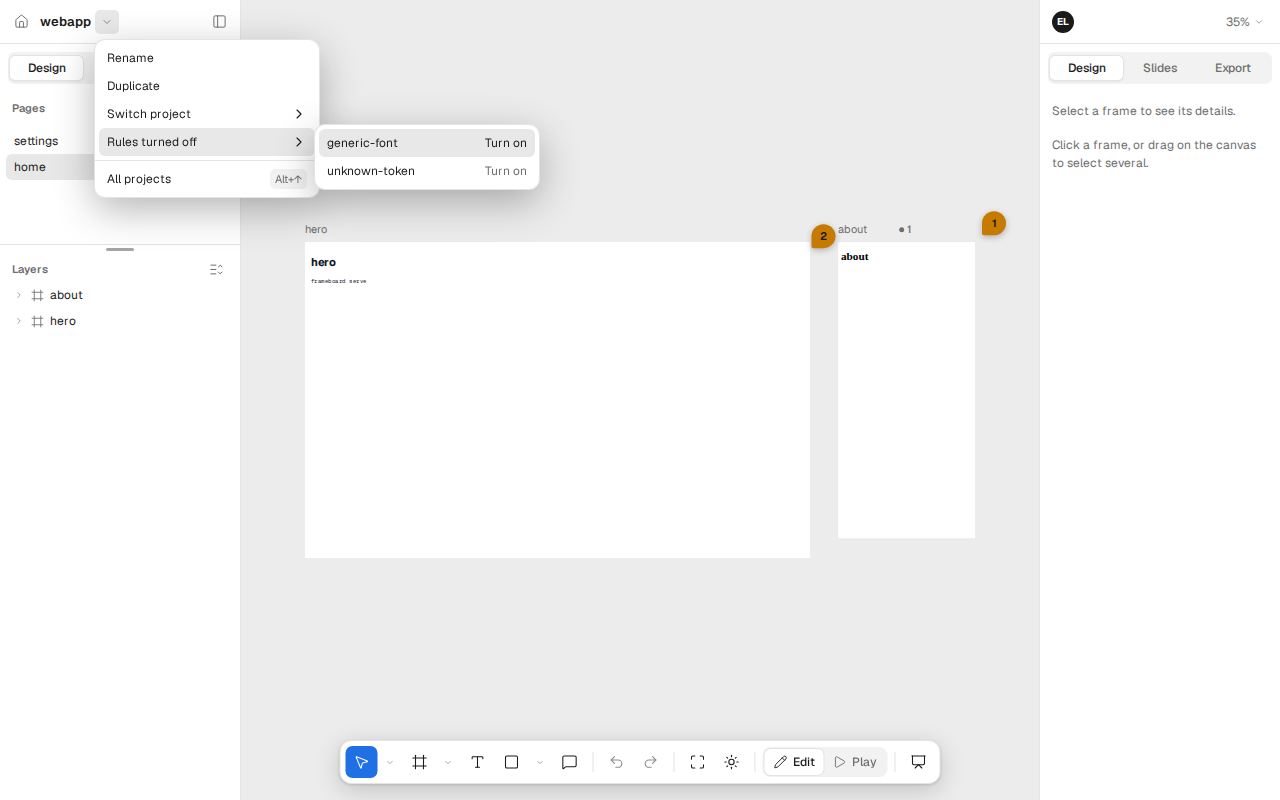 webapp
Rename
Duplicate
Switch project
Rules turned off
All projects
Alt+↑
generic-font
Turn on
unknown-token
Turn on
Design
Pages
settings
home
Layers
about
hero
hero
2
about
1
1
hero
frameboard serve
about
EL
35%
Design
Slides
Export
Select a frame to see its details.
Click a frame, or drag on the canvas
to select several.
Edit
Play